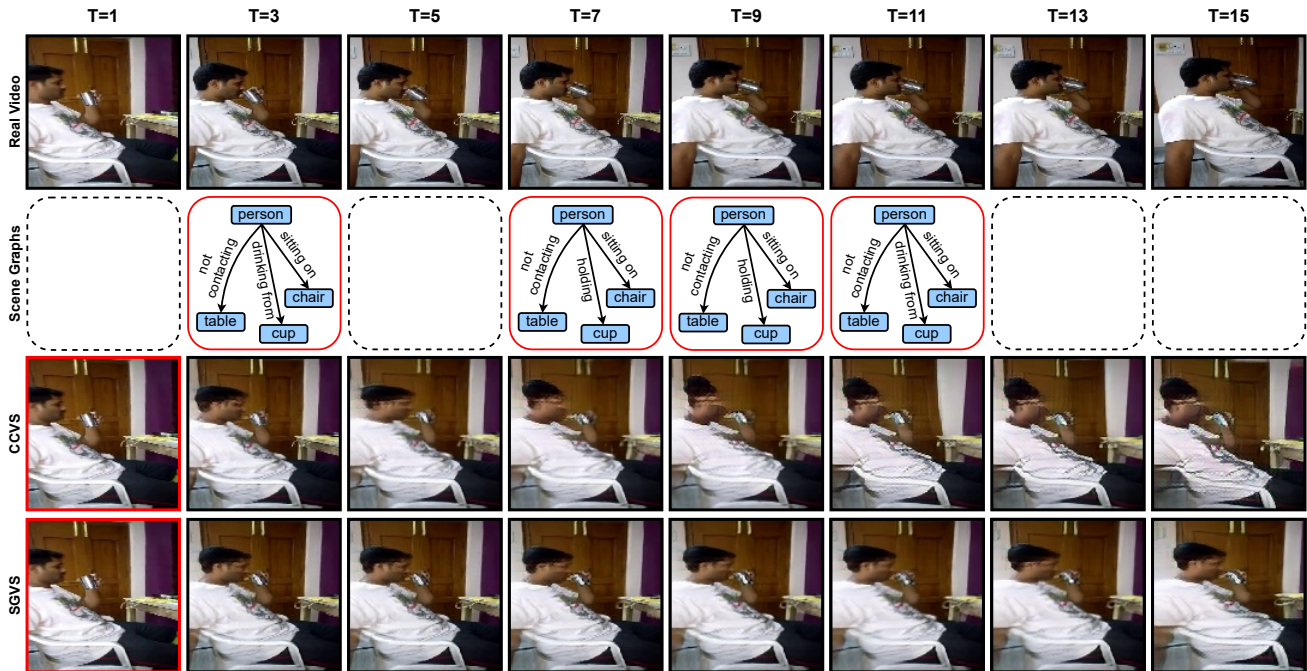 T=1 T=3 T=5 T=7 T=9 T=11 T=13 T=15
Real Video
Scene Graphs
person
not contacting
drinking from
sitting on
chair
table
cup
person
not contacting
holding
sitting on
chair
table
cup
person
not contacting
holding
sitting on
chair
table
cup
person
not contacting
drinking from
sitting on
chair
table
cup
CCVS
SGVS